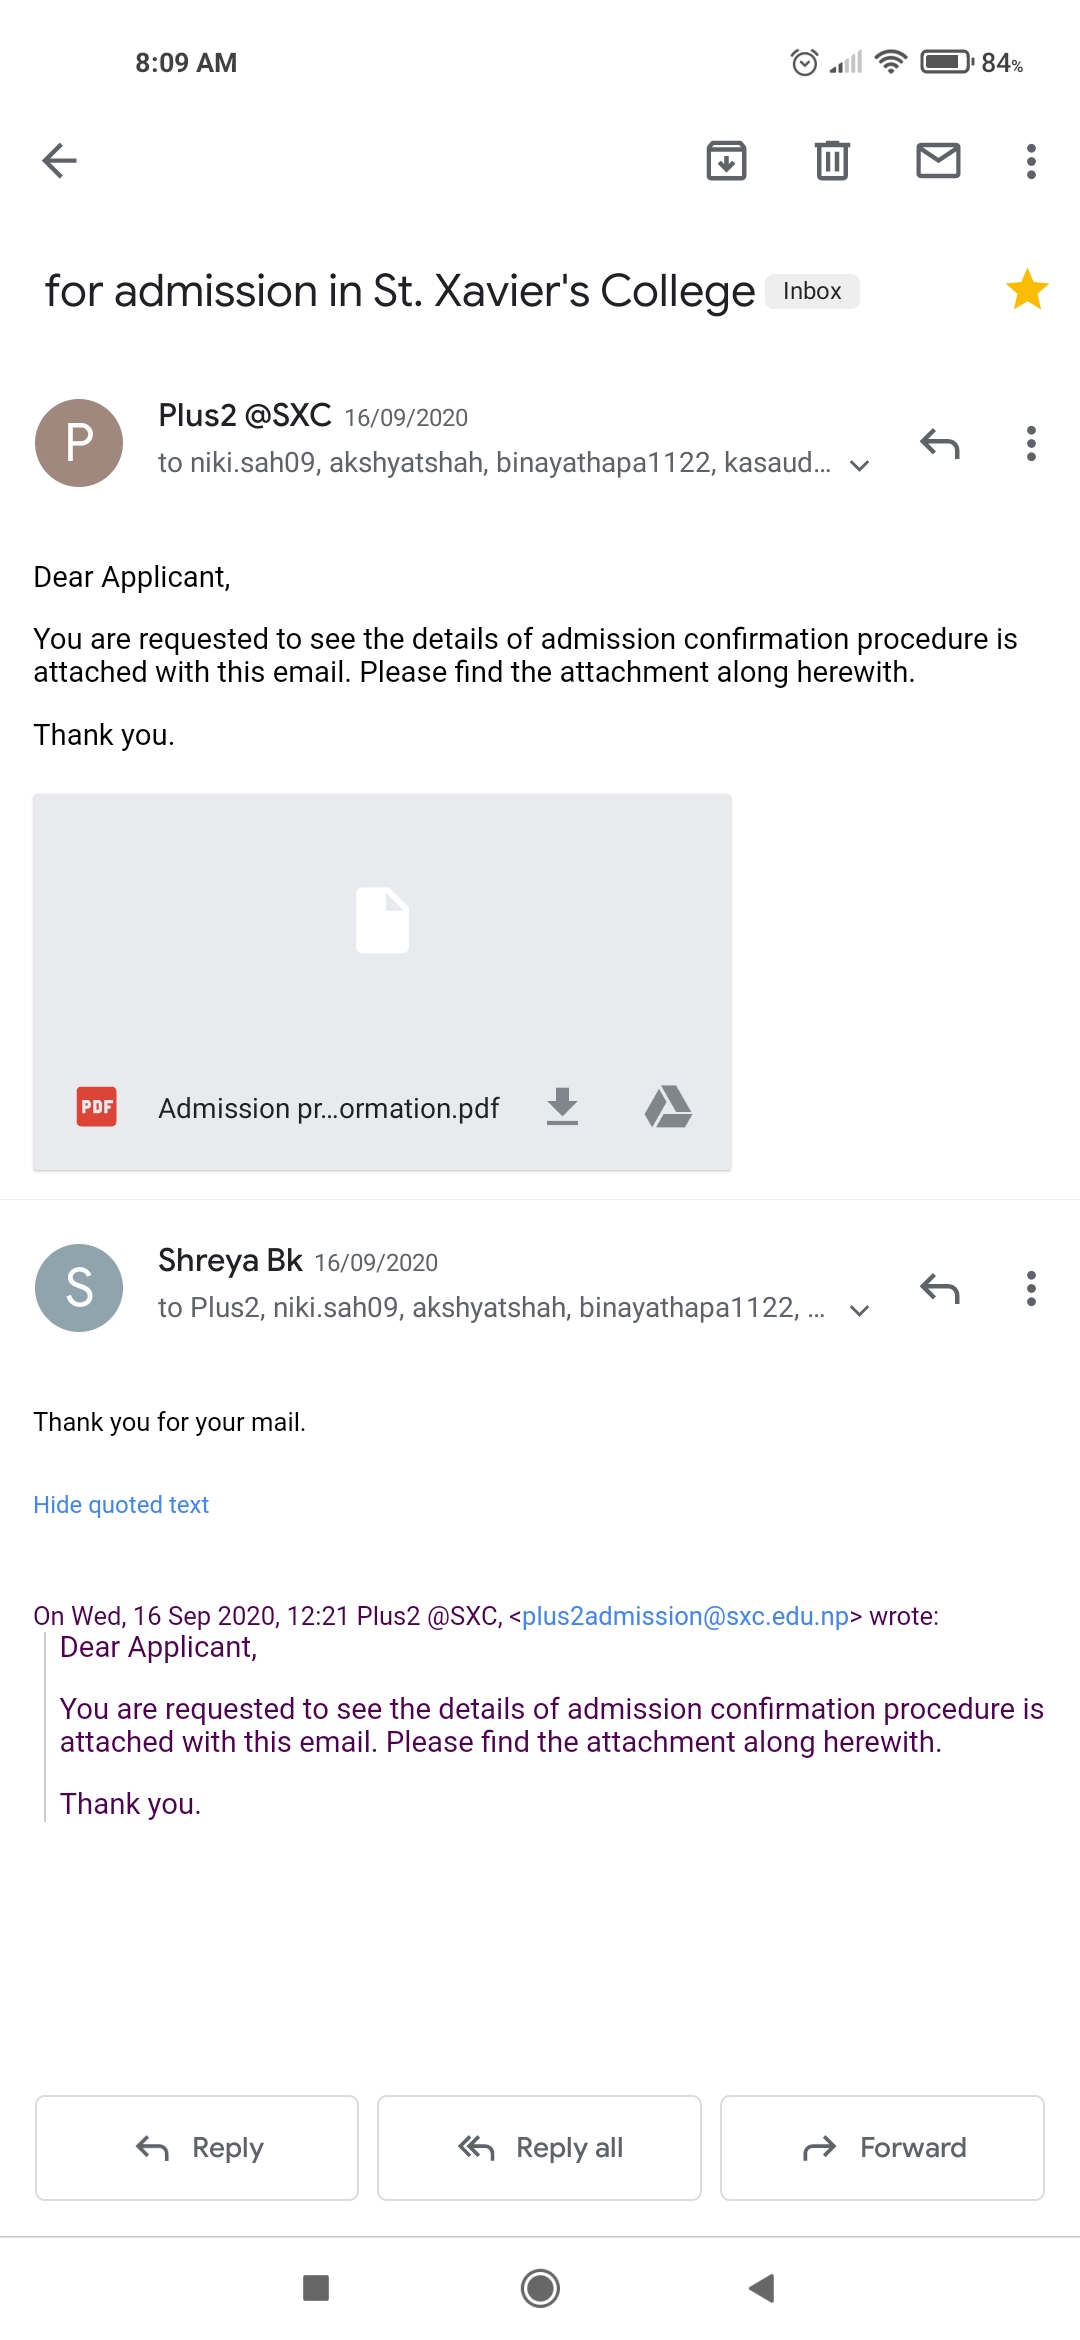 8:09 AM
84%
for admission in St. Xavier's College Inbox
P
Plus2 @SXC 16/09/2020
to niki.sah09, akshyatshah, binayathapa1122, kasaud...
Dear Applicant,
You are requested to see the details of admission confirmation procedure is
attached with this email. Please find the attachment along herewith.
Thank you.
PDF Admission pr...ormation.pdf
S
Shreya Bk 16/09/2020
to Plus2, niki.sah09, akshyatshah, binayathapa1122, ...
Thank you for your mail.
Hide quoted text
On Wed, 16 Sep 2020, 12:21 Plus2 @SXC, <plus2admission@sxc.edu.np> wrote:
Dear Applicant,
You are requested to see the details of admission confirmation procedure is
attached with this email. Please find the attachment along herewith.
Thank you.
Reply
Reply all
Forward